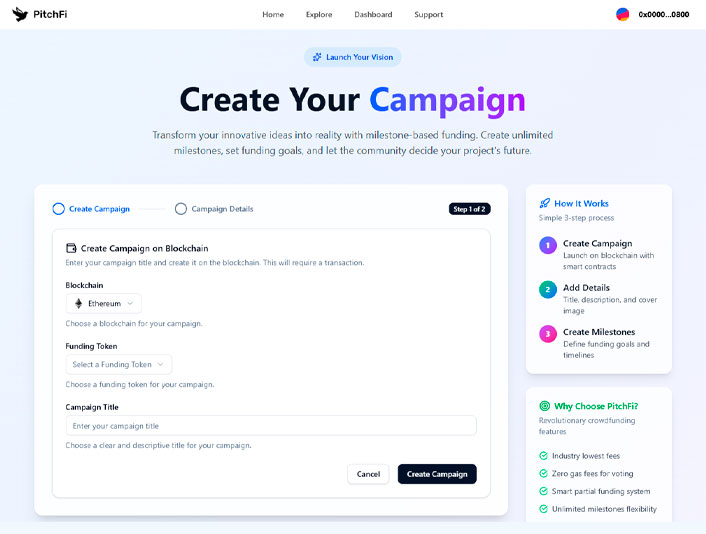 PitchFi
Home
Explore
Dashboard
Support
0x0000...0800
Launch Your Vision
Create Your Campaign
Transform your innovative ideas into reality with milestone-based funding. Create unlimited
milestones, set funding goals, and let the community decide your project's future.
Create Campaign
Campaign Details
Step 1 of 2
Create Campaign on Blockchain
Enter your campaign title and create it on the blockchain. This will require a transaction.
Blockchain
Ethereum
Choose a blockchain for your campaign.
Funding Token
Select a Funding Token
Choose a funding token for your campaign.
Campaign Title
Enter your campaign title
Choose a clear and descriptive title for your campaign.
Cancel
Create Campaign
How It Works
Simple 3-step process
1
Create Campaign
Launch on blockchain with
smart contracts
2
Add Details
Title, description, and cover
image
3
Create Milestones
Define funding goals and
timelines
Why Choose PitchFi?
Revolutionary crowdfunding
features
Industry lowest fees
Zero gas fees for voting
Smart partial funding system
Unlimited milestones flexibility